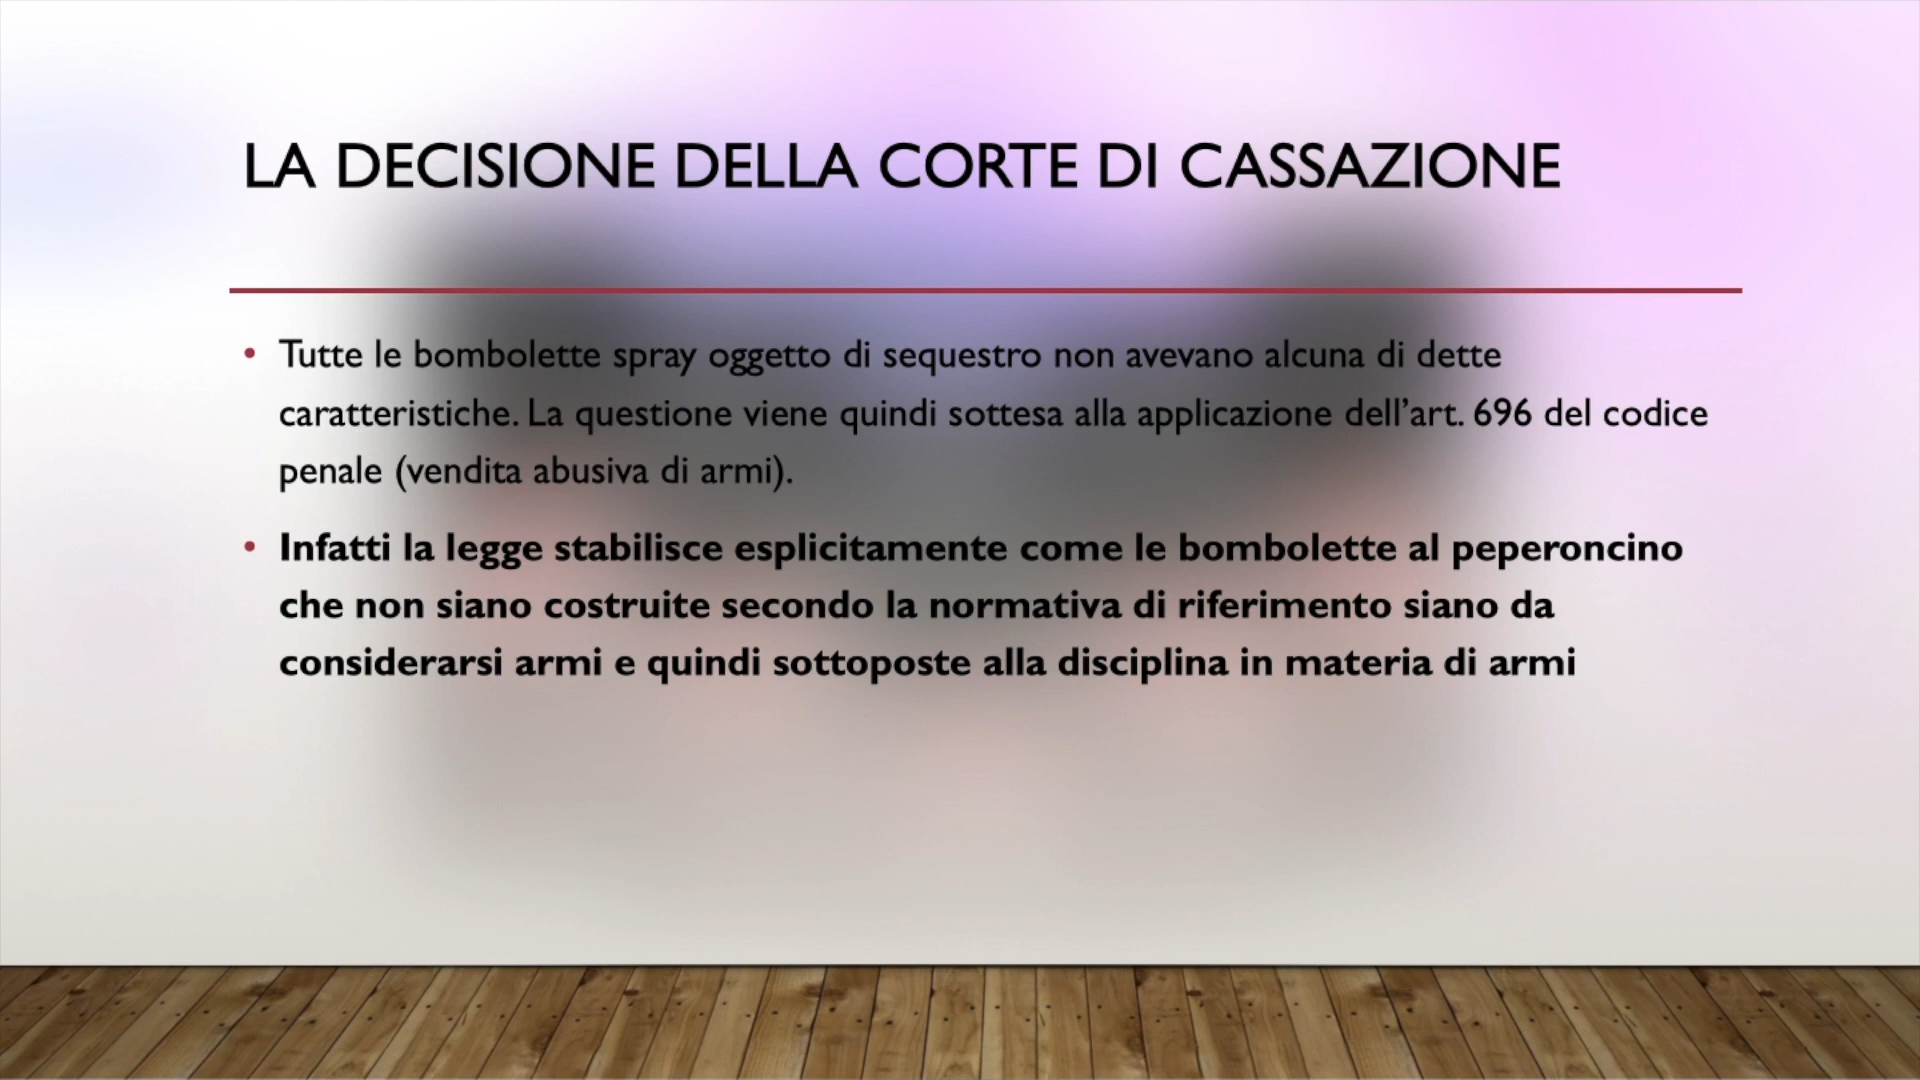 LA DECISIONE DELLA CORTE DI CASSAZIONE
• Tutte le bombolette spray oggetto di sequestro non avevano alcuna di dette
caratteristiche. La questione viene quindi sottesa alla applicazione dell’art. 696 del codice
penale (vendita abusiva di armi).
• Infatti la legge stabilisce esplicitamente come le bombolette al peperoncino
che non siano costruite secondo la normativa di riferimento siano da
considerarsi armi e quindi sottoposte alla disciplina in materia di armi